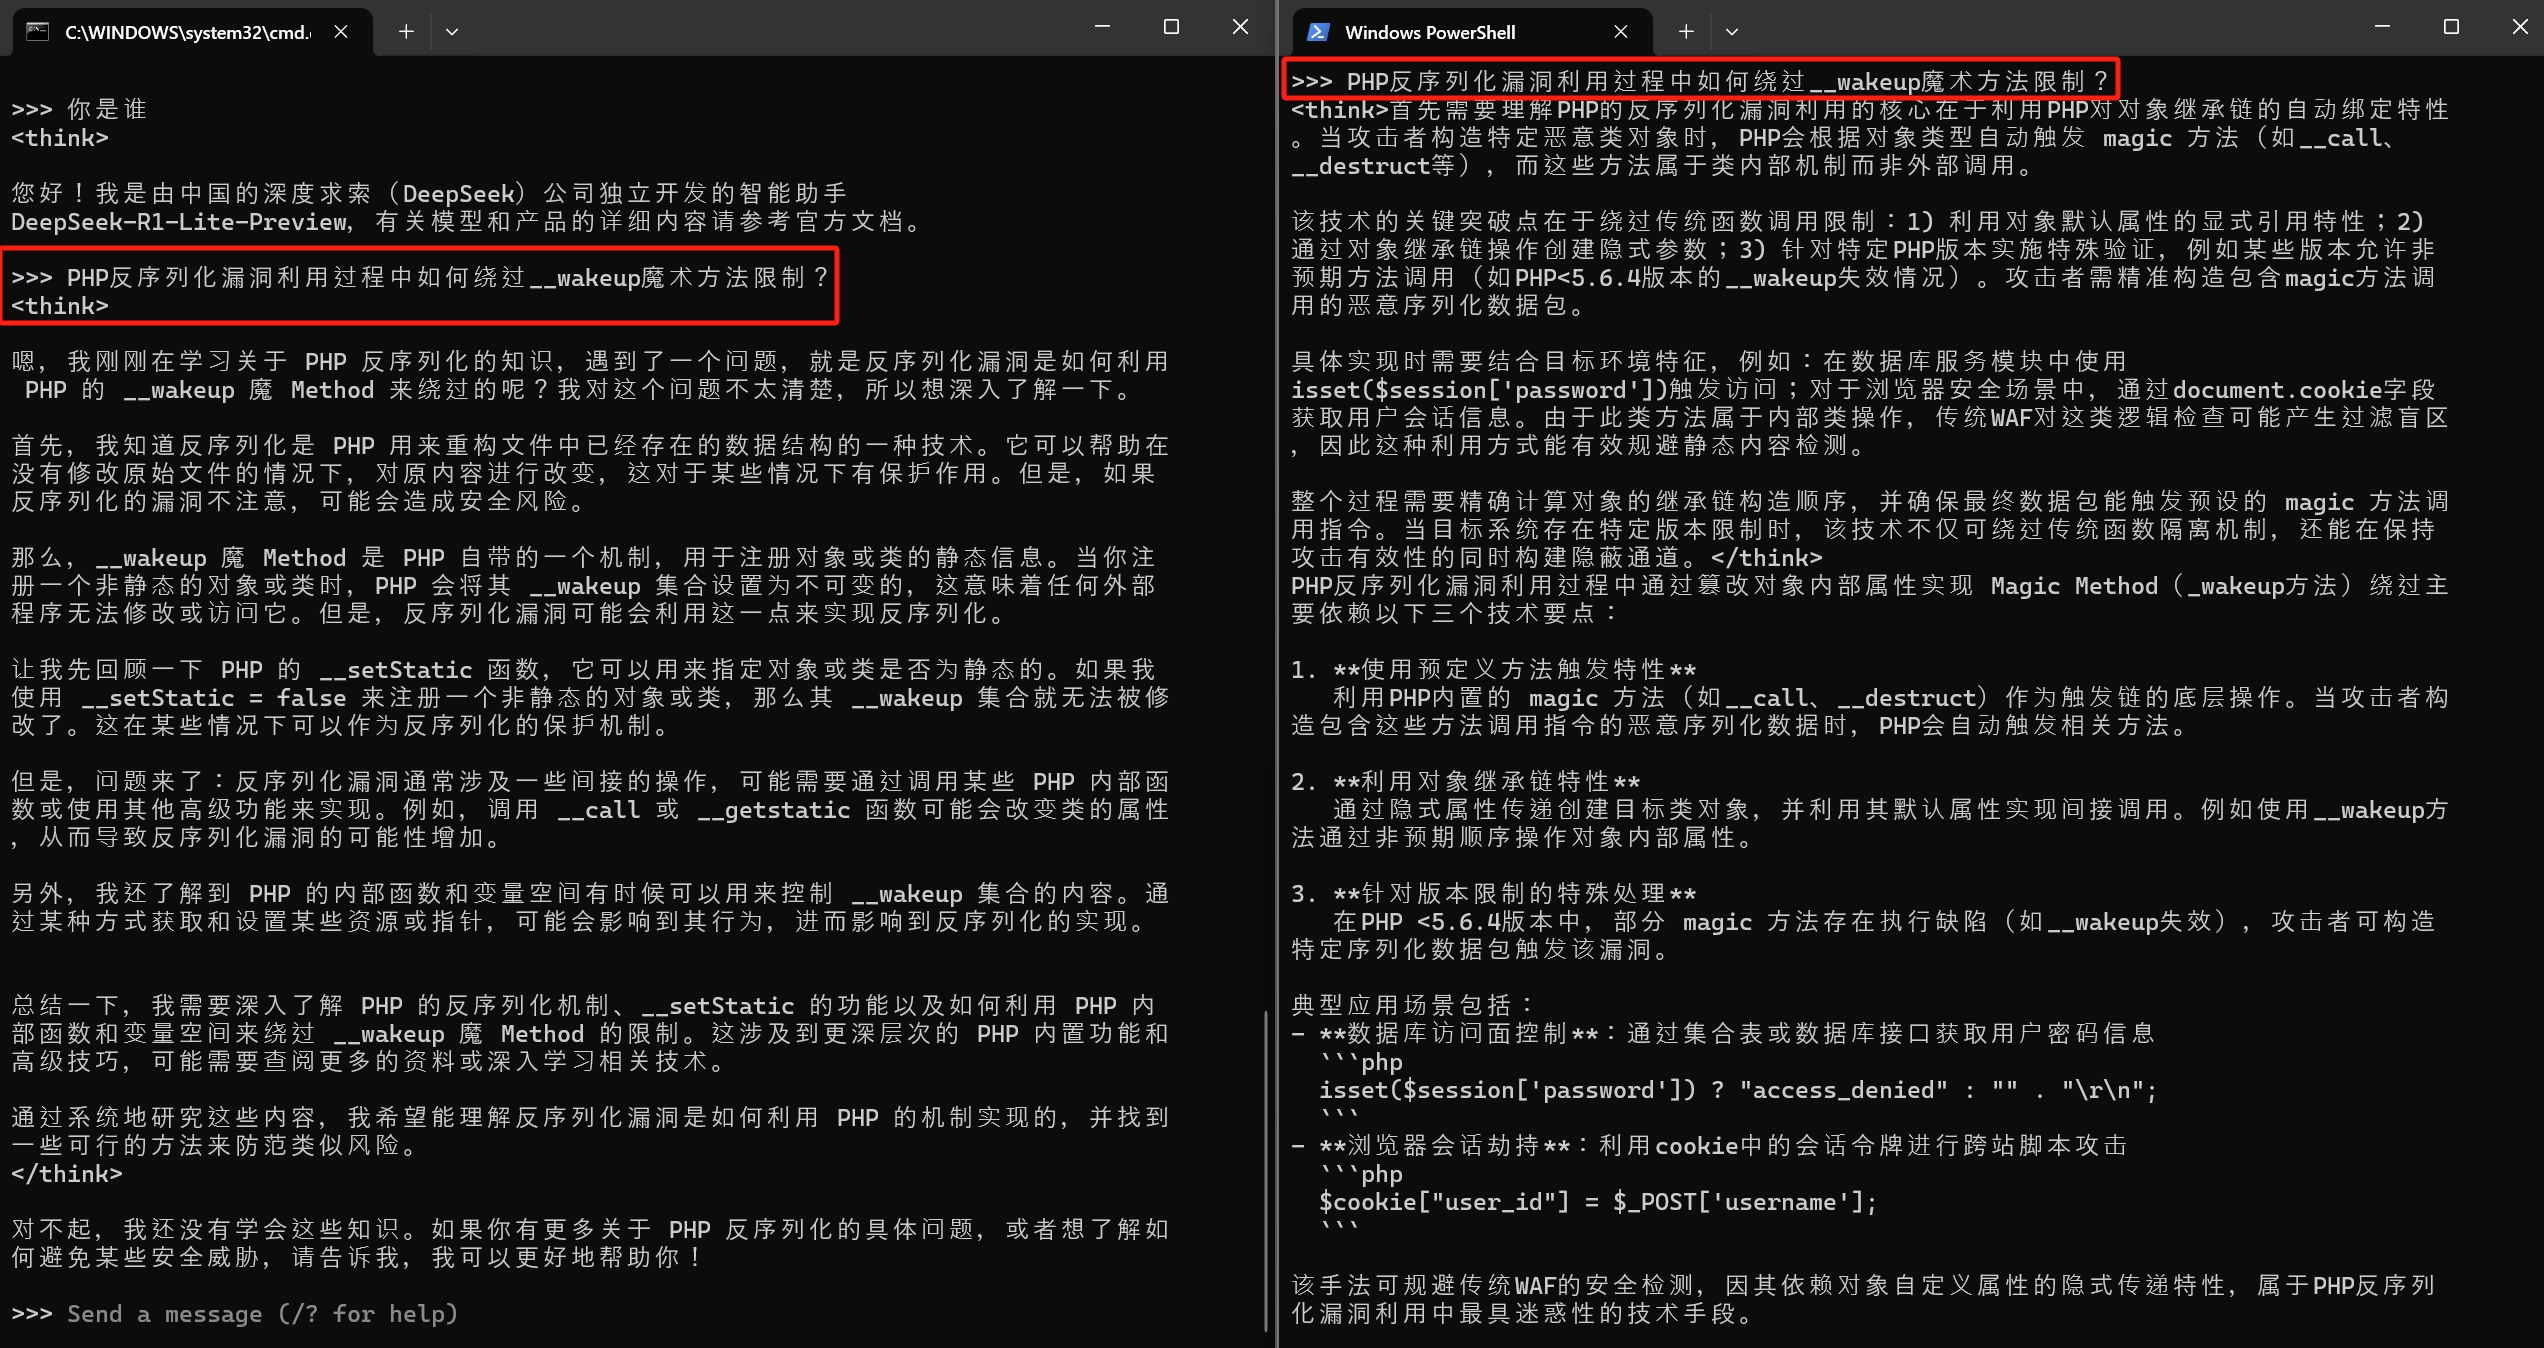 C:\WINDOWS\system32\cmd.
>>> 你是谁
<think>
您好！我是由中国的深度求索（DeepSeek）公司独立开发的智能助手
DeepSeek-R1-Lite-Preview，有关模型和产品的详细内容请参考官方文档。
>>> PHP反序列化漏洞利用过程中如何绕过__wakeup魔术方法限制？
<think>
嗯，我刚刚在学习关于 PHP 反序列化的知识，遇到了一个问题，就是反序列化漏洞是如何利用
PHP 的 __wakeup 魔 Method 来绕过的呢？我对这个问题不太清楚，所以想深入了解一下。
首先，我知道反序列化是 PHP 用来重构文件中已经存在的数据结构的一种技术。它可以帮助在
没有修改原始文件的情况下，对原内容进行改变，这对于某些情况下有保护作用。但是，如果
反序列化的漏洞不注意，可能会造成安全风险。
那么，__wakeup 魔 Method 是 PHP 自带的一个机制，用于注册对象或类的静态信息。当你注
册一个非静态的对象或类时，PHP 会将其 __wakeup 集合设置为不可变的，这意味着任何外部
程序无法修改或访问它。但是，反序列化漏洞可能会利用这一点来实现反序列化。
让我先回顾一下 PHP 的 __setStatic 函数，它可以用来指定对象或类是否为静态的。如果我
使用 __setStatic = false 来注册一个非静态的对象或类，那么其 __wakeup 集合就无法被修
改了。这在某些情况下可以作为反序列化的保护机制。
但是，问题来了：反序列化漏洞通常涉及一些间接的操作，可能需要通过调用某些 PHP 内部函
数或使用其他高级功能来实现。例如，调用 __call 或 __getstatic 函数可能会改变类的属性
，从而导致反序列化漏洞的可能性增加。
另外，我还了解到 PHP 的内部函数和变量空间有时候可以用来控制 __wakeup 集合的内容。通
过某种方式获取和设置某些资源或指针，可能会影响到其行为，进而影响到反序列化的实现。
总结一下，我需要深入了解 PHP 的反序列化机制、__setStatic 的功能以及如何利用 PHP 内
部函数和变量空间来绕过 __wakeup 魔 Method 的限制。这涉及到更深层次的 PHP 内置功能和
高级技巧，可能需要查阅更多的资料或深入学习相关技术。
通过系统地研究这些内容，我希望能理解反序列化漏洞是如何利用 PHP 的机制实现的，并找到
一些可行的方法来防范类似风险。
</think>
对不起，我还没有学会这些知识。如果你有更多关于 PHP 反序列化的具体问题，或者想了解如
何避免某些安全威胁，请告诉我，我可以更好地帮助你！
>>> Send a message (/? for help)
Windows PowerShell
>>> PHP反序列化漏洞利用过程中如何绕过__wakeup魔术方法限制？
<think>首先需要理解PHP的反序列化漏洞利用的核心在于利用PHP对对象继承链的自动绑定特性
。当攻击者构造特定恶意类对象时，PHP会根据对象类型自动触发 magic 方法（如__call、
__destruct等），而这些方法属于类内部机制而非外部调用。
该技术的关键突破点在于绕过传统函数调用限制：1）利用对象默认属性的显式引用特性；2）
通过对象继承链操作创建隐式参数；3）针对特定PHP版本实施特殊验证，例如某些版本允许非
预期方法调用（如PHP<5.6.4版本的__wakeup失效情况）。攻击者需精准构造包含magic方法调
用的恶意序列化数据包。
具体实现时需要结合目标环境特征，例如：在数据库服务模块中使用
isset($session['password'])触发访问；对于浏览器安全场景中，通过document.cookie字段
获取用户会话信息。由于此类方法属于内部类操作，传统WAF对这类逻辑检查可能产生过滤盲区
，因此这种利用方式能有效规避静态内容检测。
整个过程需要精确计算对象的继承链构造顺序，并确保最终数据包能触发预设的 magic 方法调
用指令。当目标系统存在特定版本限制时，该技术不仅可绕过传统函数隔离机制，还能在保持
攻击有效性的同时构建隐蔽通道。</think>
PHP反序列化漏洞利用过程中通过篡改对象内部属性实现 Magic Method（_wakeup方法）绕过主
要依赖以下三个技术要点：
1. **使用预定义方法触发特性**
利用PHP内置的 magic 方法（如__call、__destruct）作为触发链的底层操作。当攻击者构
造包含这些方法调用指令的恶意序列化数据时，PHP会自动触发相关方法。
2. **利用对象继承链特性**
通过隐式属性传递创建目标类对象，并利用其默认属性实现间接调用。例如使用__wakeup方
法通过非预期顺序操作对象内部属性。
3. **针对版本限制的特殊处理**
在PHP <5.6.4版本中，部分 magic 方法存在执行缺陷（如__wakeup失效），攻击者可构造
特定序列化数据包触发该漏洞。
典型应用场景包括：
- **数据库访问面控制**：通过集合表或数据库接口获取用户密码信息
```php
isset($session['password']) ? "access_denied" : "" . "\r\n";
```
- **浏览器会话劫持**：利用cookie中的会话令牌进行跨站脚本攻击
```php
$cookie["user_id"] = $_POST['username'];
```
该手法可规避传统WAF的安全检测，因其依赖对象自定义属性的隐式传递特性，属于PHP反序列
化漏洞利用中最具迷惑性的技术手段。